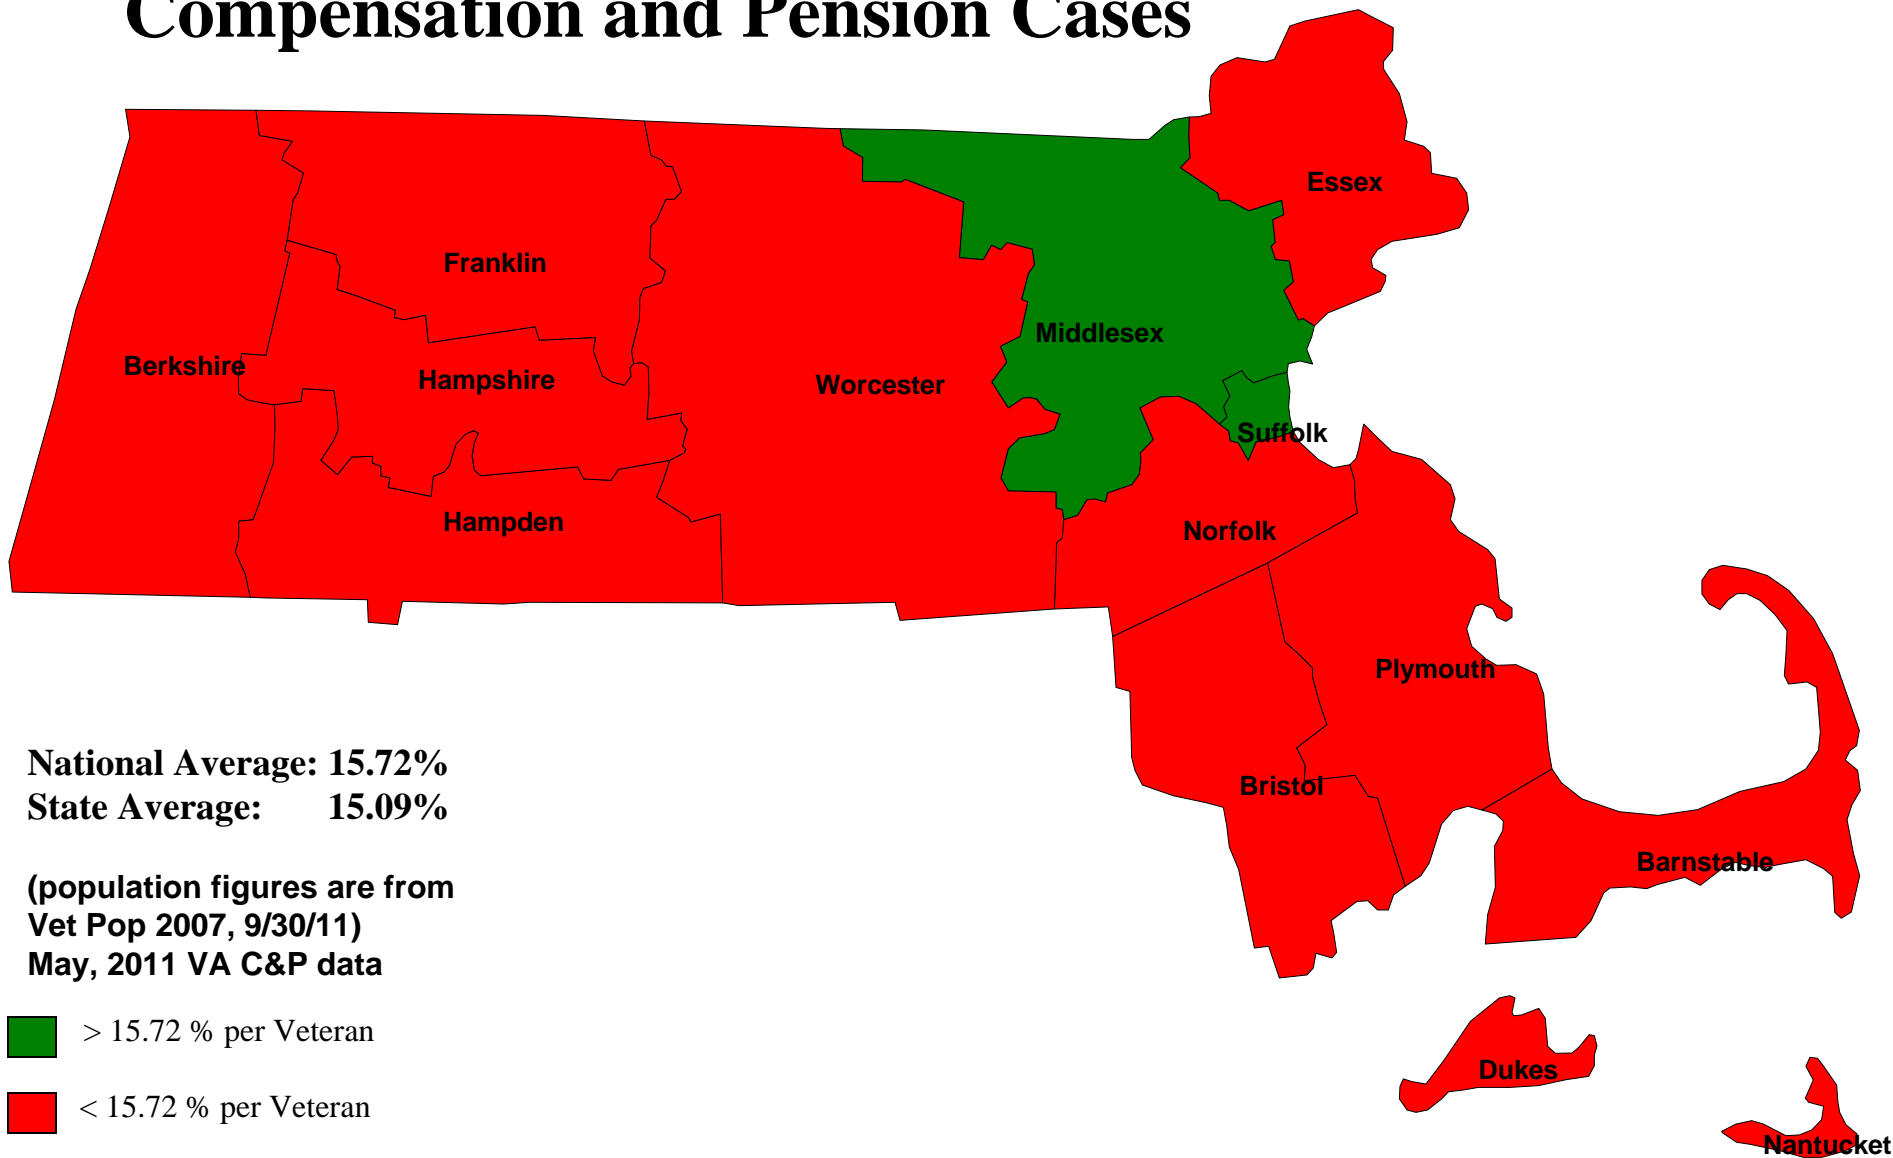 Compensation and Pension Cases
Essex
Franklin
Middlesex
Berkshire
Hampshire
Worcester
Suffolk
Hampden
Norfolk
Plymouth
National Average: 15.72%
State Average: 15.09%
Bristol
Barnstable
(population figures are from
Vet Pop 2007, 9/30/11)
May, 2011 VA C&P data
> 15.72 % per Veteran
Dukes
< 15.72 % per Veteran
Nantucket